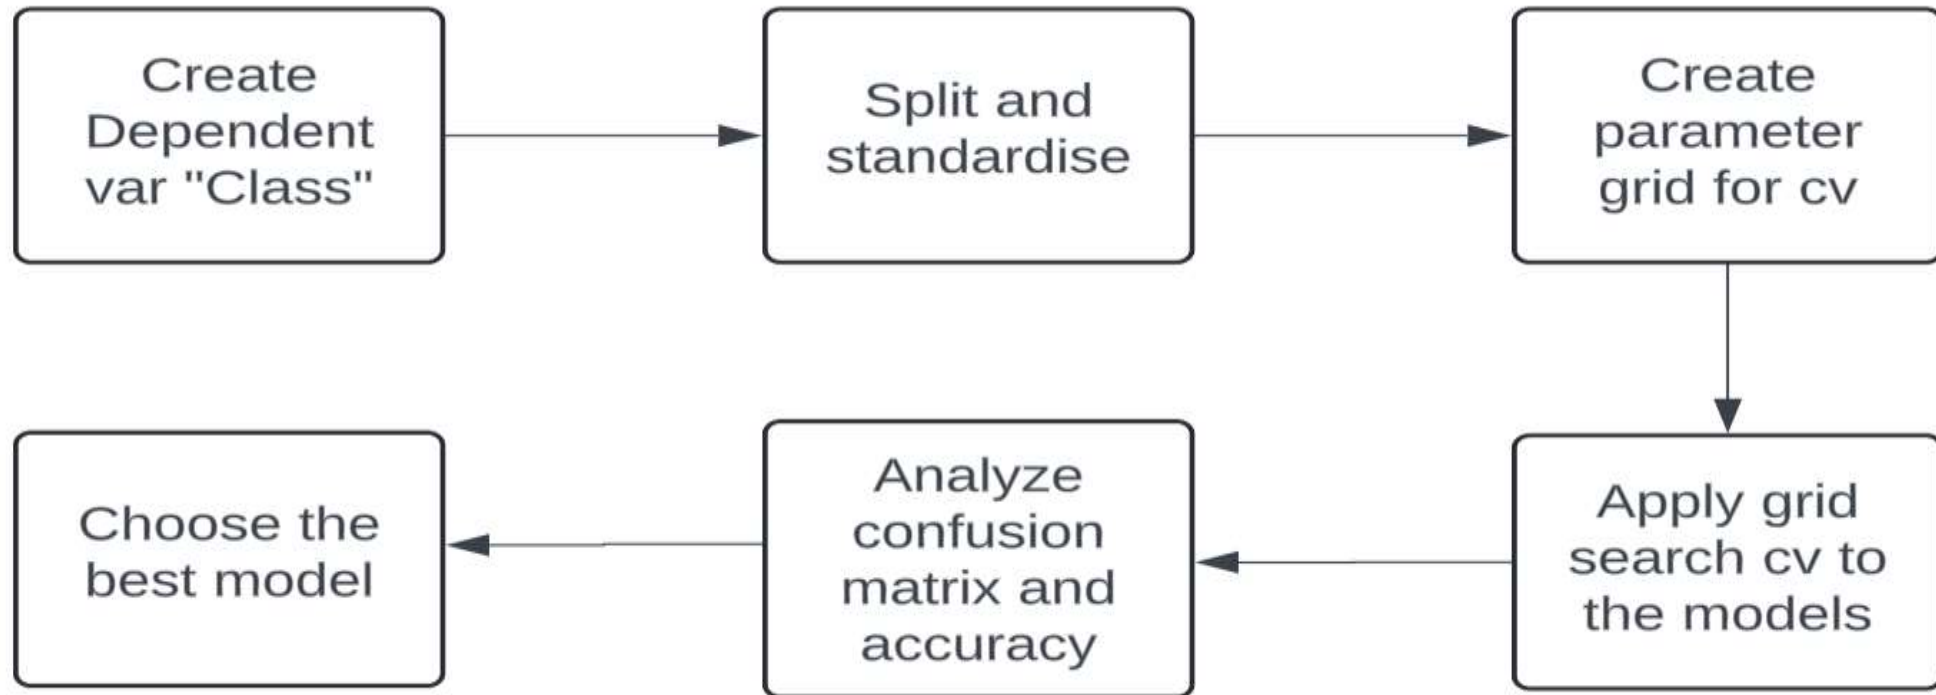 Create
Dependent
var "Class"
Split and
standardise
Create
parameter
grid for cv
Apply grid
search cv to
the models
Analyze
confusion
matrix and
accuracy
Choose the
best model